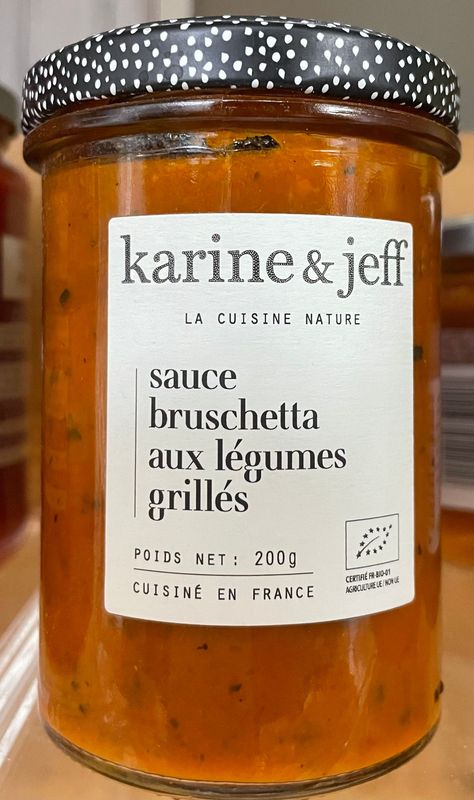 karine & jeff
LA CUISINE NATURE
sauce
bruschetta
aux légumes
grillés
POIDS NET: 200g
CUISINÉ EN FRANCE
CERTIFIÉ FR-BIO-01
AGRICULTURE UE / NON UE